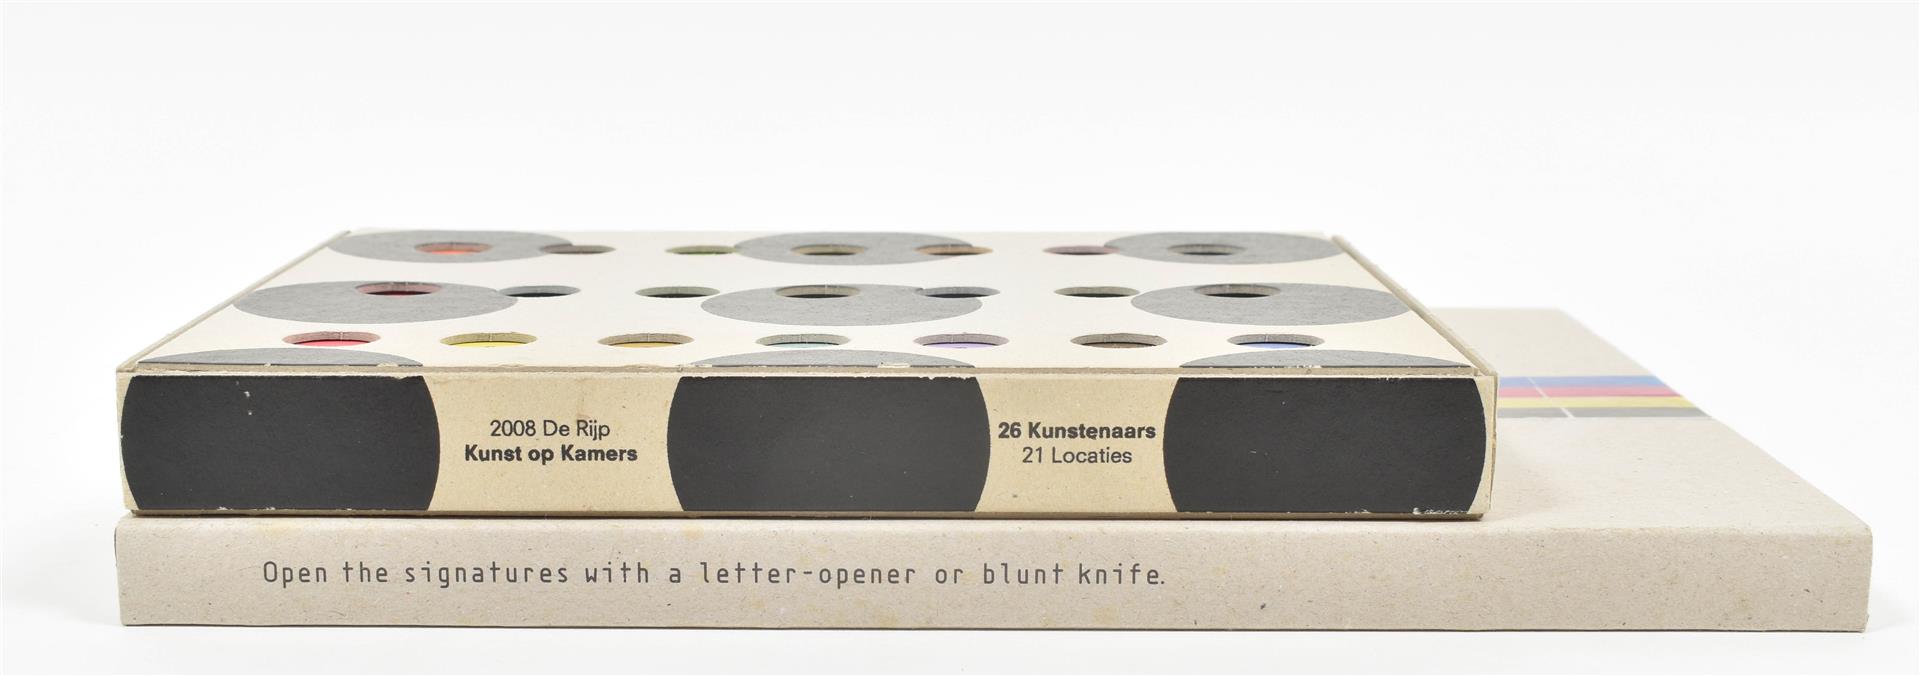 2008 De Rijp
Kunst op Kamers
26 Kunstenaars
21 Locaties
Open the signatures with a letter-opener or blunt knife.